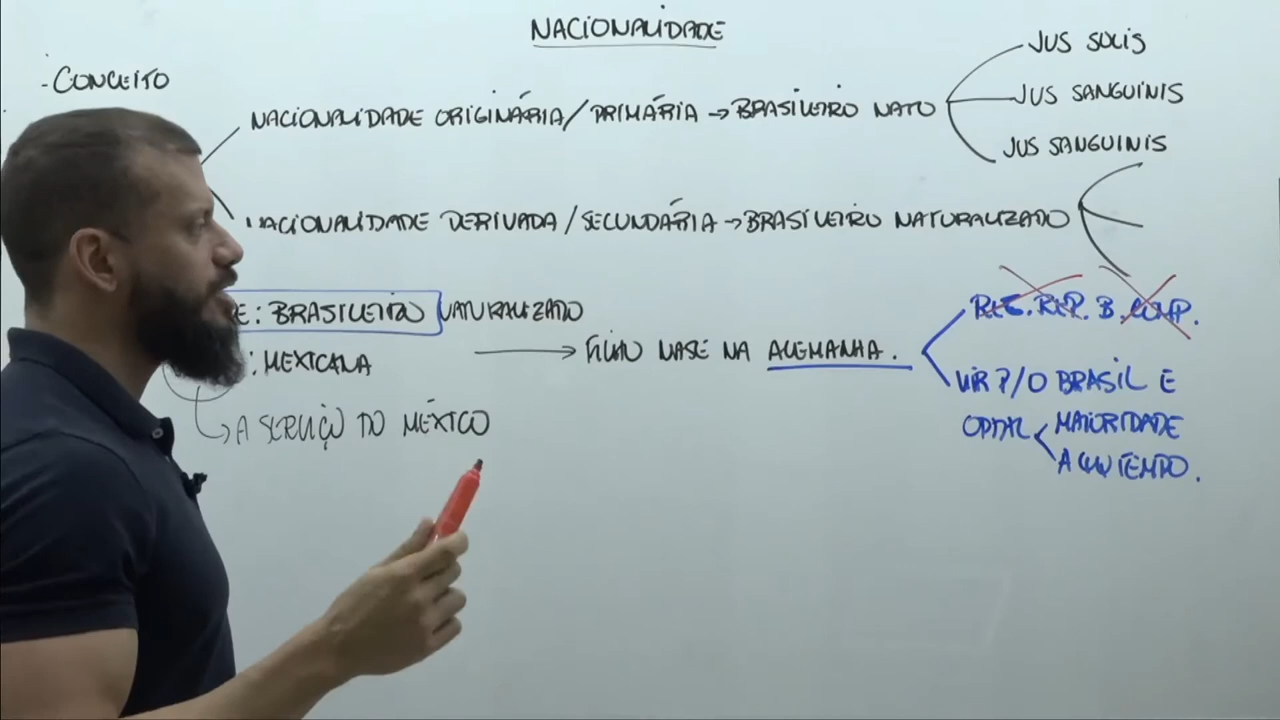 NACIONALIDADE
- CONCEITO
NACIONALIDADE ORIGINÁRIA / PRIMÁRIA → BRASILEIRO NATO
JUS SOLIS
JUS SANGUINIS
JUS SANGUINIS
NACIONALIDADE DERIVADA / SECUNDÁRIA → BRASILEIRO NATURALIZADO
E: BRASILEIRO NATURALIZADO
: MEXICANA
→ FILHO NASE NA ALEMANHA.
A SERVIÇO DO MÉXICO
REG. REP. B. COMP.
VIR P/O BRASIL E
OPTAR
MAIORIDADE
A QQ TEMPO.